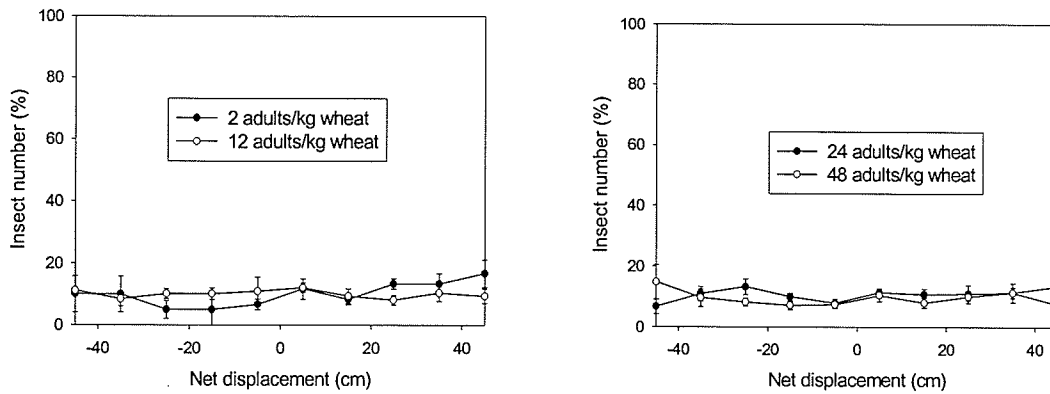 100
80
60
40
20
0
Insect number (%)
2 adults/kg wheat
12 adults/kg wheat
-40 -20 0 20 40
Net displacement (cm)
100
80
60
40
20
0
Insect number (%)
24 adults/kg wheat
48 adults/kg wheat
-40 -20 0 20 40
Net displacement (cm)